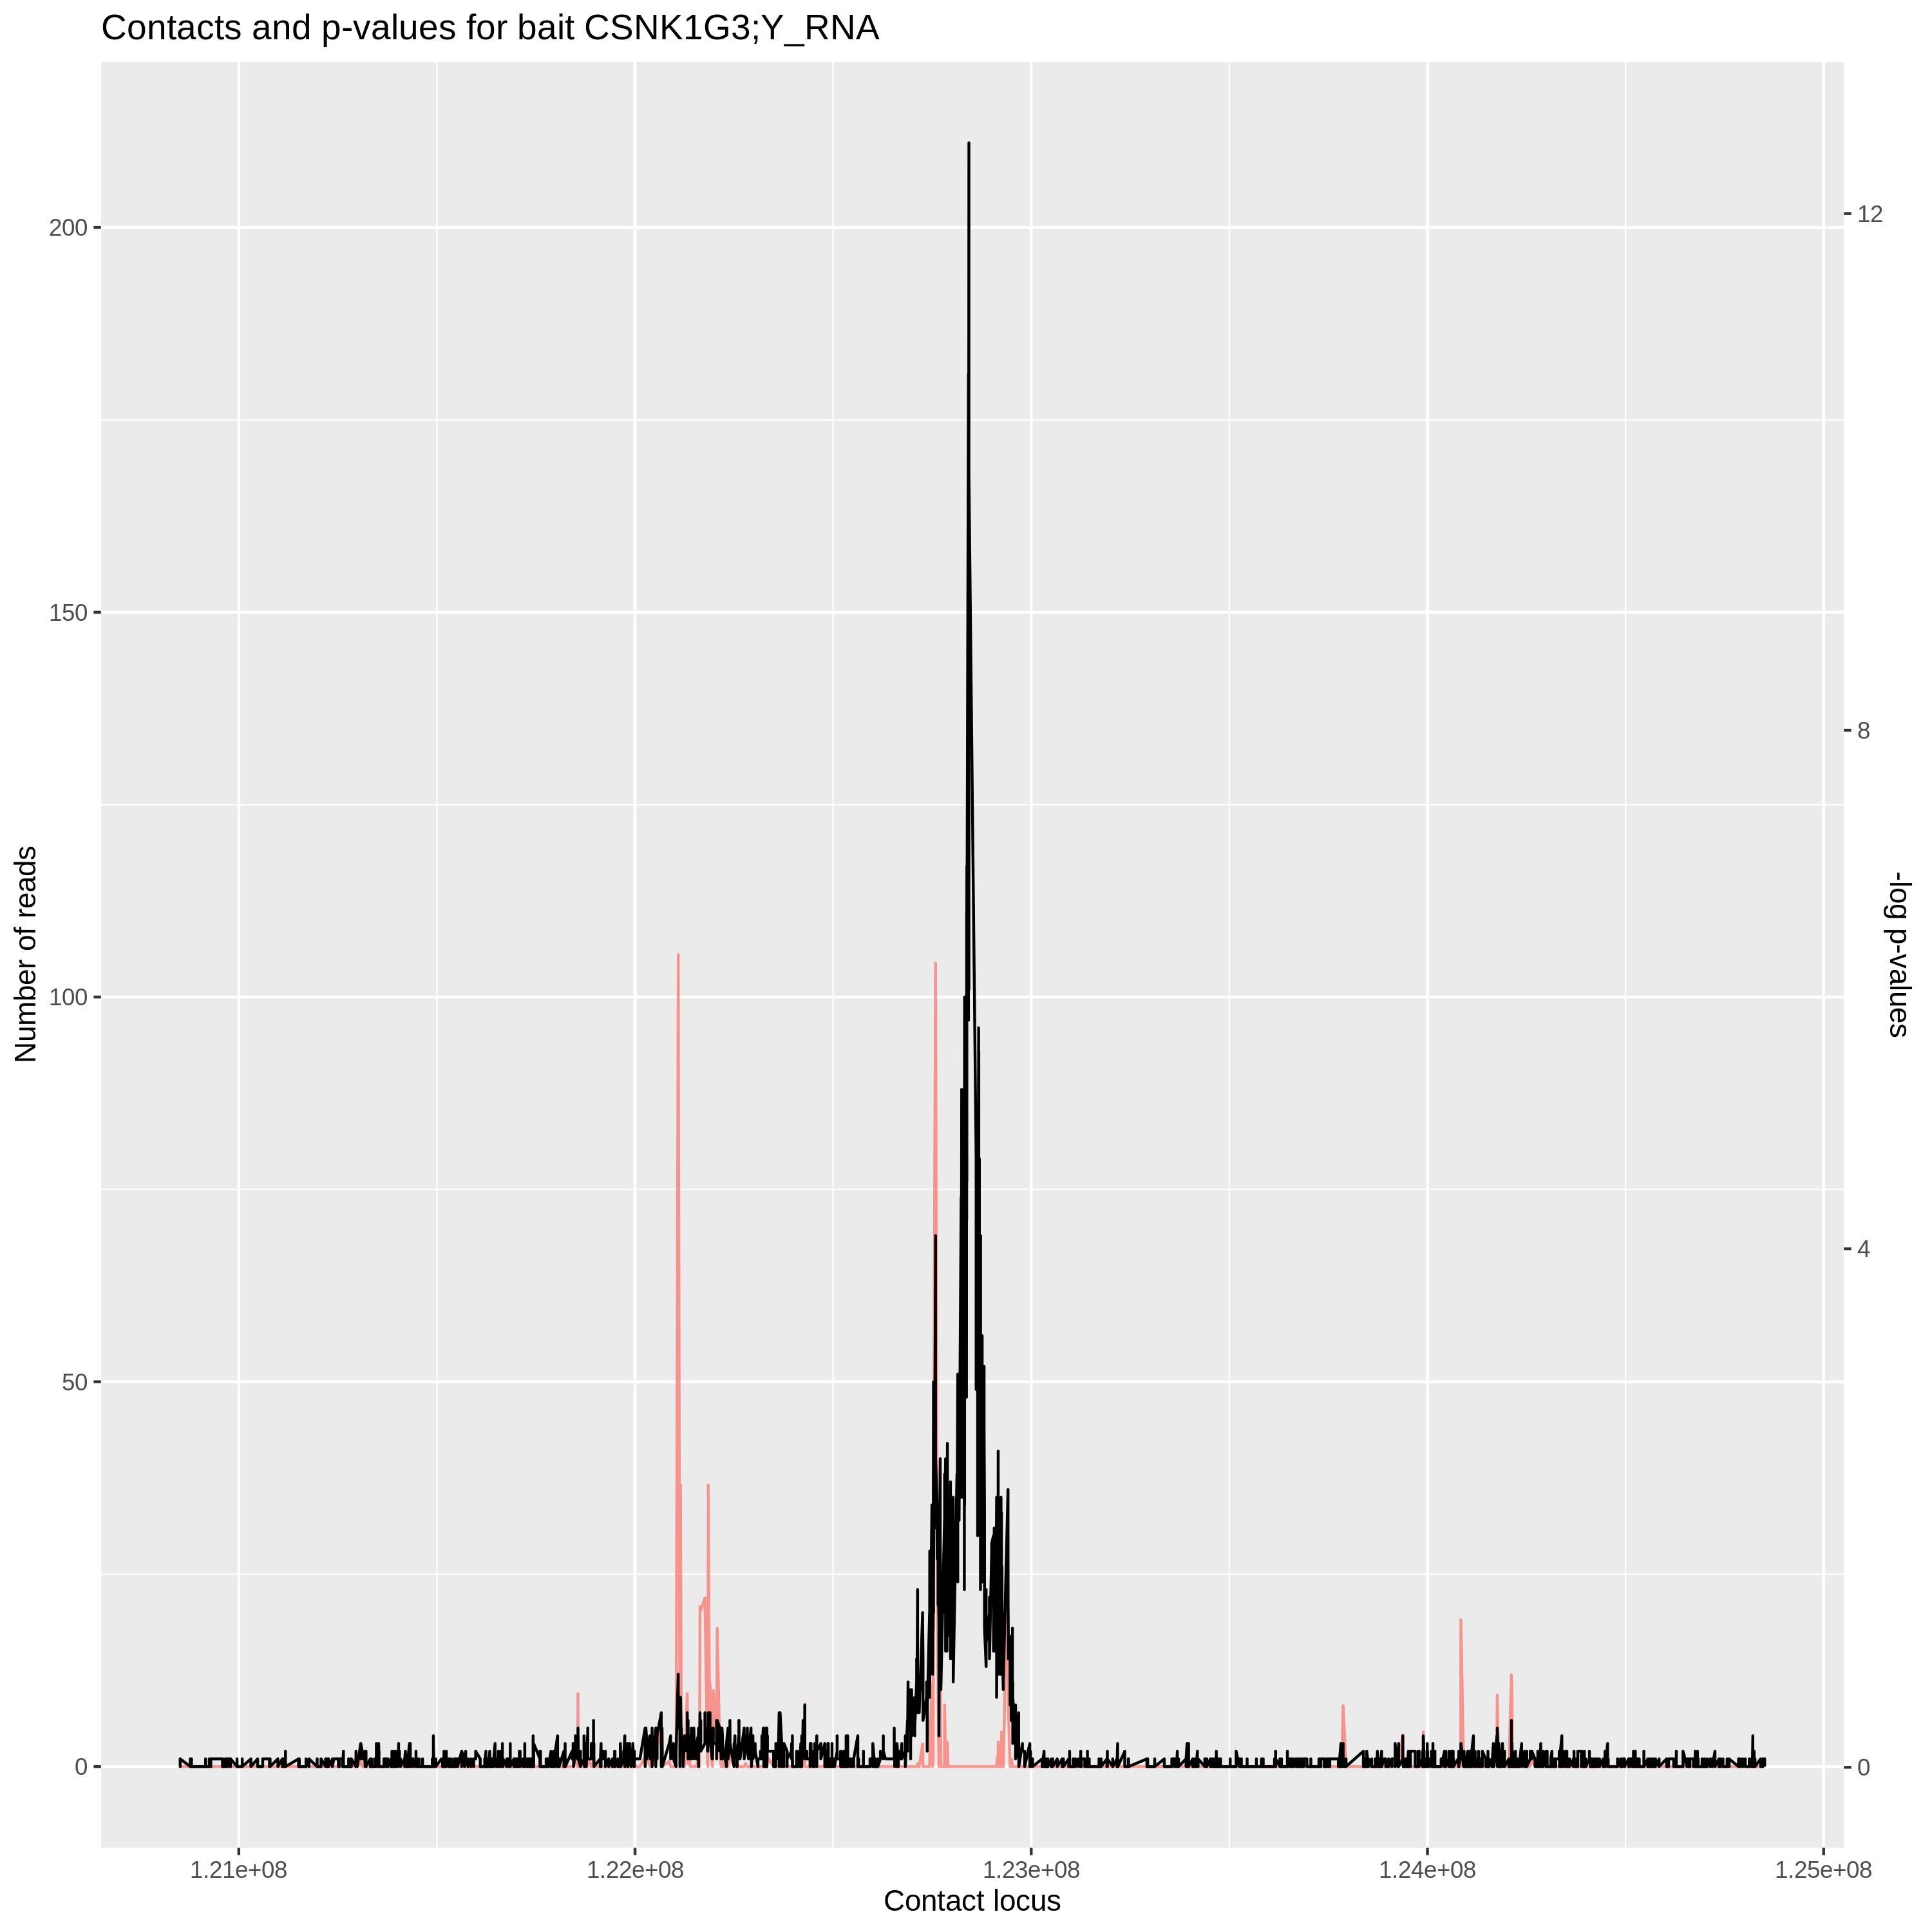 Contacts and p-values for bait CSNK1G3;Y_RNA
200
150
100
50
0
Number of reads
12
8
4
0
-log p-values
1.21e+08
1.22e+08
1.23e+08
1.24e+08
1.25e+08
Contact locus